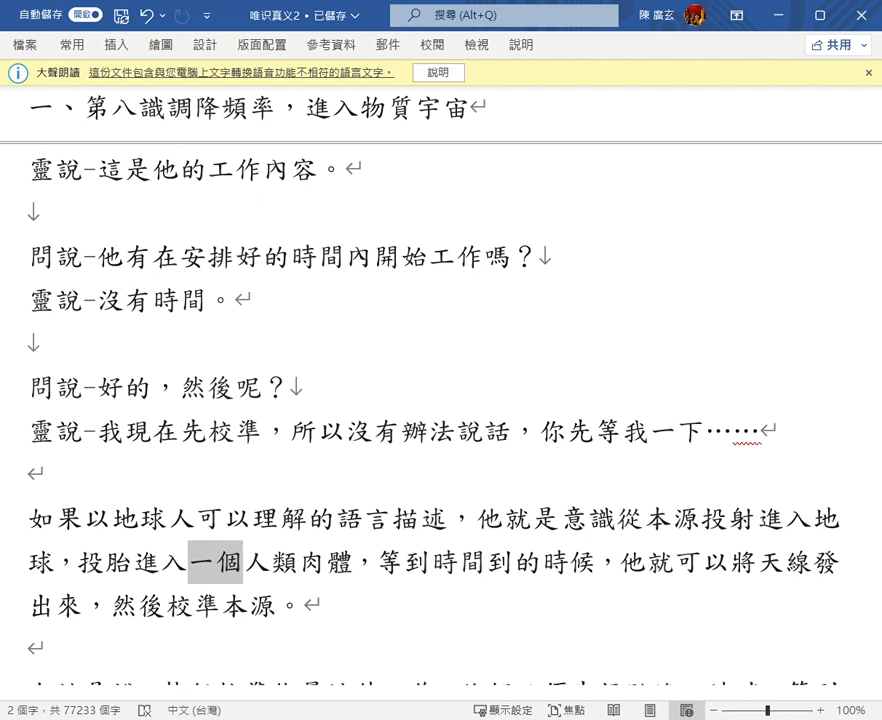 自動儲存 開啟 唯识真义2 • 已儲存 搜尋 (Alt+Q) 陳 廣玄
檔案 常用 插入 繪圖 設計 版面配置 參考資料 郵件 校閱 檢視 說明 共用
大聲朗讀 這份文件包含與您電腦上文字轉換語音功能不相符的語言文字。 說明
一、第八識調降頻率，進入物質宇宙
靈說-這是他的工作內容。
問說-他有在安排好的時間內開始工作嗎？
靈說-沒有時間。
問說-好的，然後呢？
靈說-我現在先校準，所以沒有辦法說話，你先等我一下⋯⋯
如果以地球人可以理解的語言描述，他就是意識從本源投射進入地
球，投胎進入一個人類肉體，等到時間到的時候，他就可以將天線發
出來，然後校準本源。
2 個字，共 77233 個字 中文 (台灣) 顯示設定 焦點 100%